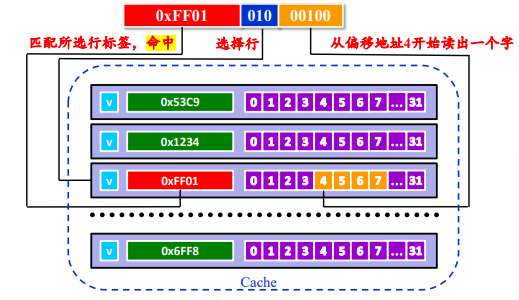 0xFF01 010 00100
匹配所选行标签，命中 选择行 从偏移地址4开始读出一个字
v 0x53C9 0 1 2 3 4 5 6 7 ... 31
v 0x1234 0 1 2 3 4 5 6 7 ... 31
v 0xFF01 0 1 2 3 4 5 6 7 ... 31
v 0x6FF8 0 1 2 3 4 5 6 7 ... 31
Cache